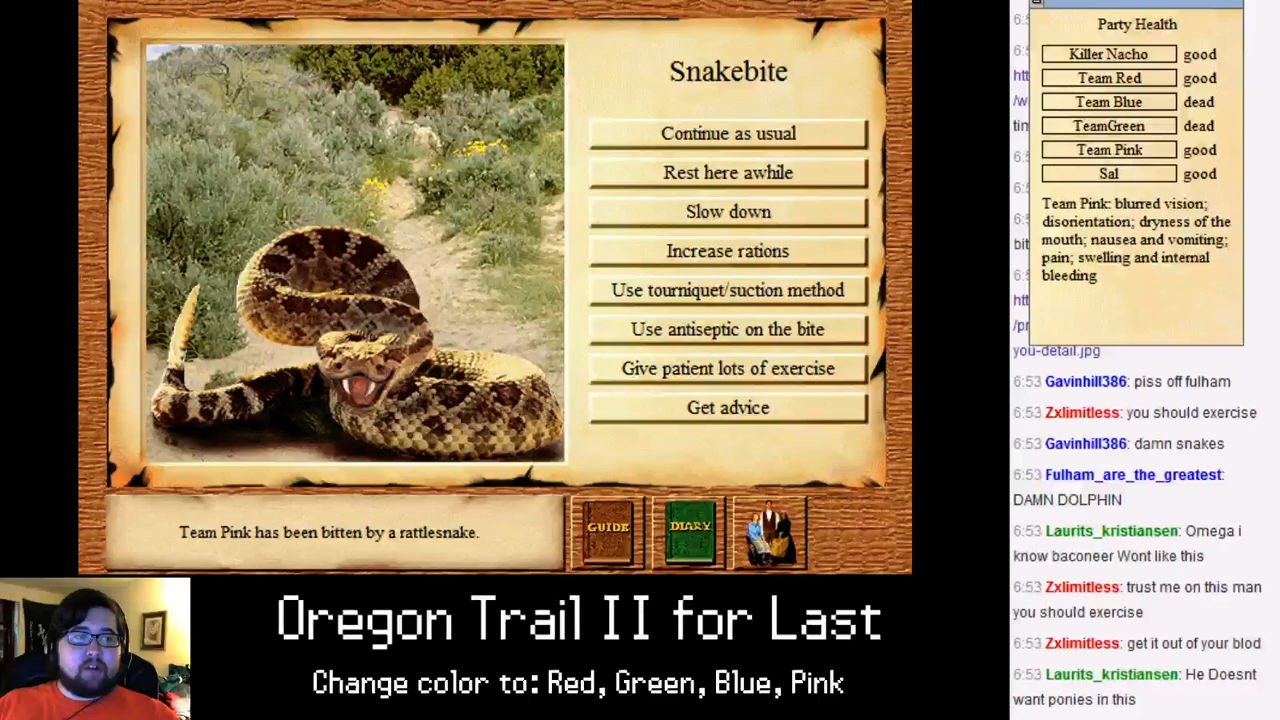 Snakebite
Continue as usual
Rest here awhile
Slow down
Increase rations
Use tourniquet/suction method
Use antiseptic on the bite
Give patient lots of exercise
Get advice
Team Pink has been bitten by a rattlesnake.
GUIDE
DIARY
Oregon Trail II for Last
Change color to: Red, Green, Blue, Pink
Party Health
Killer Nacho good
Team Red good
Team Blue dead
TeamGreen dead
Team Pink good
Sal good
Team Pink: blurred vision;
disorientation; dryness of the
mouth; nausea and vomiting;
pain; swelling and internal
bleeding
you-detail.jpg
6:53 Gavinhill386: piss off fulham
6:53 Zxlimitless: you should exercise
6:53 Gavinhill386: damn snakes
6:53 Fulham_are_the_greatest:
DAMN DOLPHIN
6:53 Laurits_kristiansen: Omega i
know baconeer Wont like this
6:53 Zxlimitless: trust me on this man
you should exercise
6:53 Zxlimitless: get it out of your blod
6:53 Laurits_kristiansen: He Doesnt
want ponies in this